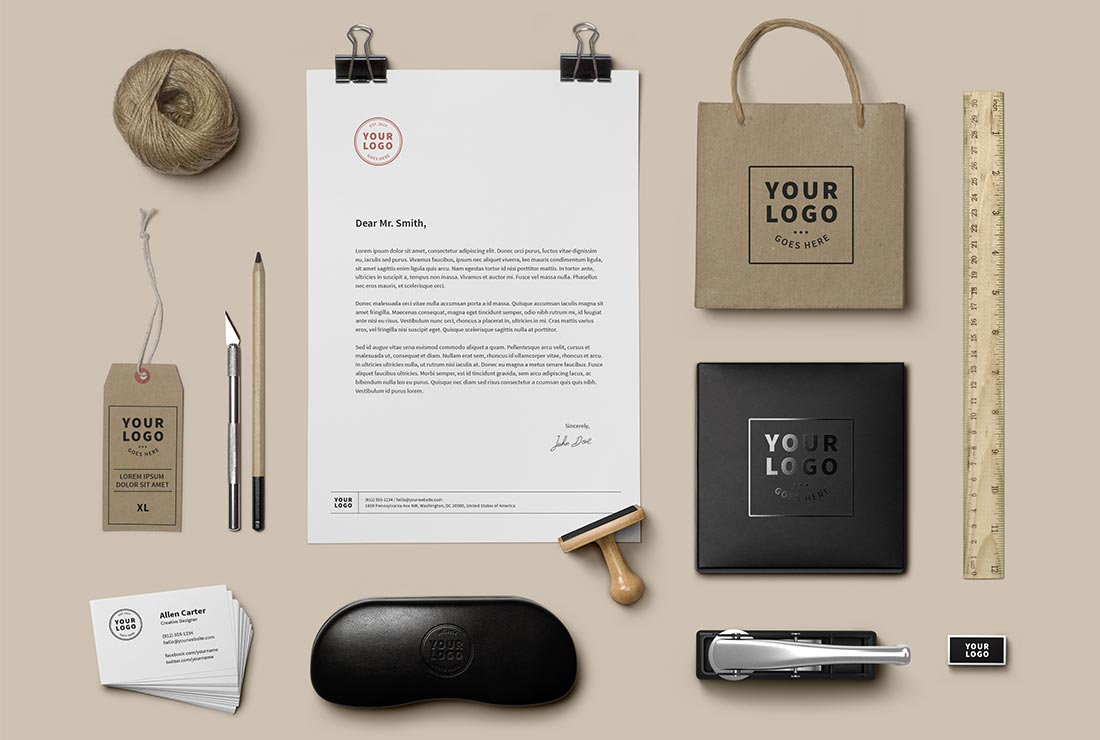 EST 2015
YOUR
LOGO
GOES HERE
Dear Mr. Smith,
Lorem ipsum dolor sit amet, consectetur adipiscing elit. Donec orci purus, luctus vitae dignissim
eu, iaculis sed purus. Vivamus faucibus, ipsum nec aliquet viverra, leo mauris condimentum ligula,
sit amet sagittis enim ligula quis arcu. Nam egestas tortor id nisi porttitor mattis. In tortor ante,
ultricies in suscipit a, tempus non massa. Vivamus et auctor mi. Fusce vel massa nulla. Phasellus
nec eros mauris, et scelerisque orci.
Donec malesuada orci vitae nulla accumsan porta a id massa. Quisque accumsan iaculis magna sit
amet fringilla. Maecenas consequat, magna eget tincidunt semper, odio nibh rutrum mi, id feugiat
ante nisi eu risus. Vestibulum nunc orci, rhoncus a placerat in, ultricies in mi. Cras mattis varius
eros, vel fringilla nisi suscipit eget. Quisque scelerisque sagittis nulla at porttitor.
Sed id augue vitae urna euismod commodo aliquet a quam. Pellentesque arcu velit, cursus et
malesuada ut, consequat et diam. Nullam erat sem, rhoncus id ullamcorper vitae, rhoncus et arcu.
In ultricies ultricies nulla, ut rutrum nisi iaculis at. Donec eu magna a metus ornare faucibus. Fusce
aliquet faucibus ultricies. Morbi semper, est id tincidunt gravida, sem arcu adipiscing lacus, ac
bibendum nulla leo eu purus. Quisque nec diam sed risus consectetur a ccumsan quis quis nibh.
Vestibulum id purus lorem.
Sincerely,
John Doe
YOUR
LOGO
(912) 555-1234 / hello@yourwebsite.com
1600 Pennsylvania Ave NW, Washington, DC 20500, United States of America
YOUR
LOGO
GOES HERE
YOUR
LOGO
GOES HERE
LOREM IPSUM
DOLOR SIT AMET
XL
YOUR
LOGO
GOES HERE
YOUR
LOGO
Allen Carter
Creative Designer
(912) 555-1234
hello@yourwebsite.com
facebook.com/yourname
twitter.com/yourname
YOUR
LOGO
YOUR
LOGO